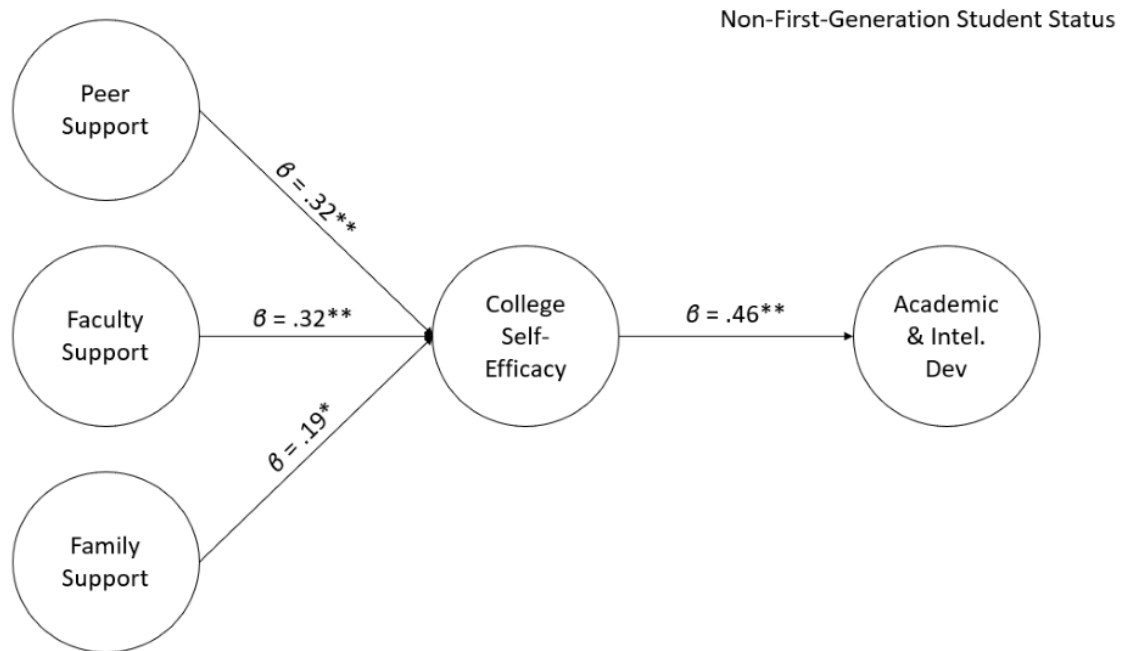 Non-First-Generation Student Status
Peer
Support
β = .32**
Faculty
Support
β = .32**
Family
Support
β = .19*
College
Self-
Efficacy
β = .46**
Academic
& Intel.
Dev